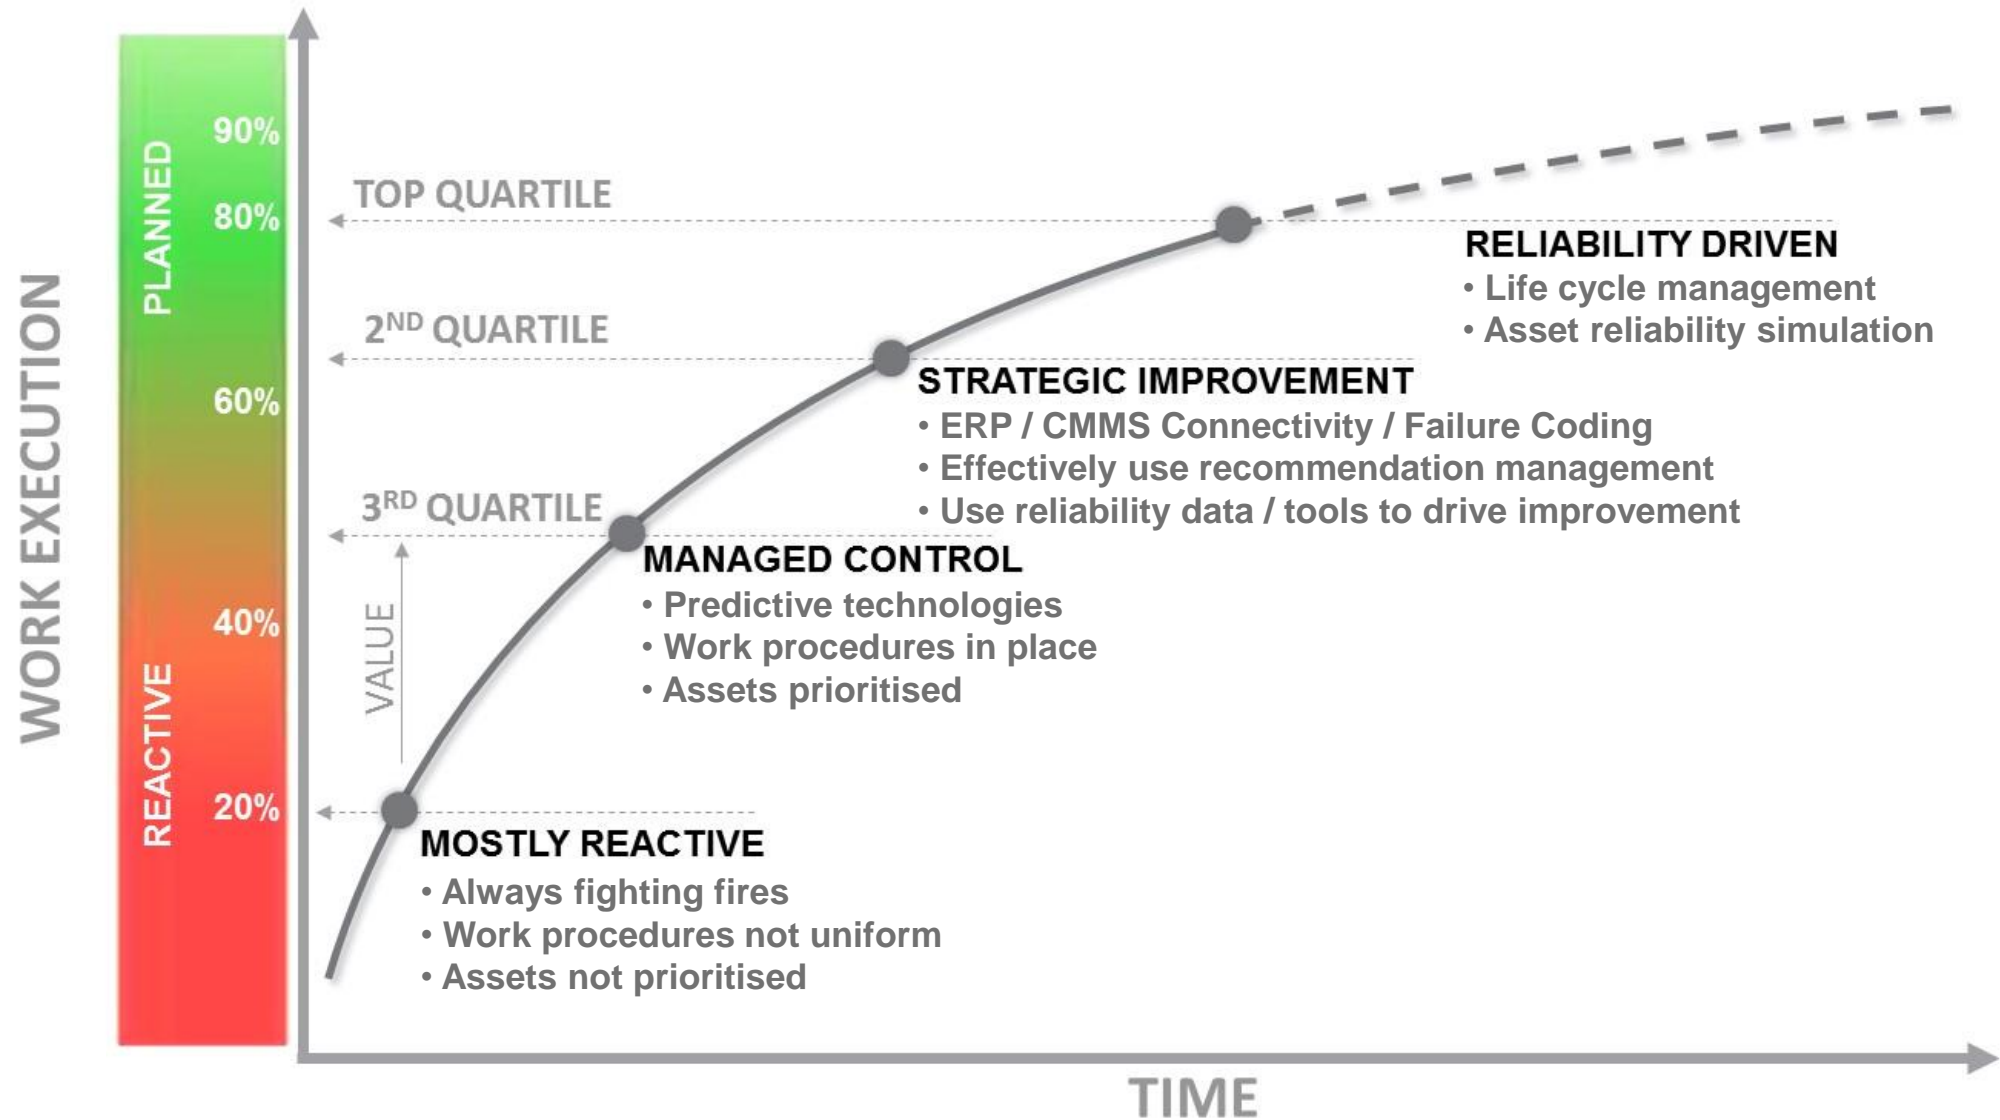 WORK EXECUTION
PLANNED
REACTIVE
90%
80%
60%
40%
20%
TOP QUARTILE
2ND QUARTILE
3RD QUARTILE
VALUE
RELIABILITY DRIVEN
• Life cycle management
• Asset reliability simulation
STRATEGIC IMPROVEMENT
• ERP / CMMS Connectivity / Failure Coding
• Effectively use recommendation management
• Use reliability data / tools to drive improvement
MANAGED CONTROL
• Predictive technologies
• Work procedures in place
• Assets prioritised
MOSTLY REACTIVE
• Always fighting fires
• Work procedures not uniform
• Assets not prioritised
TIME